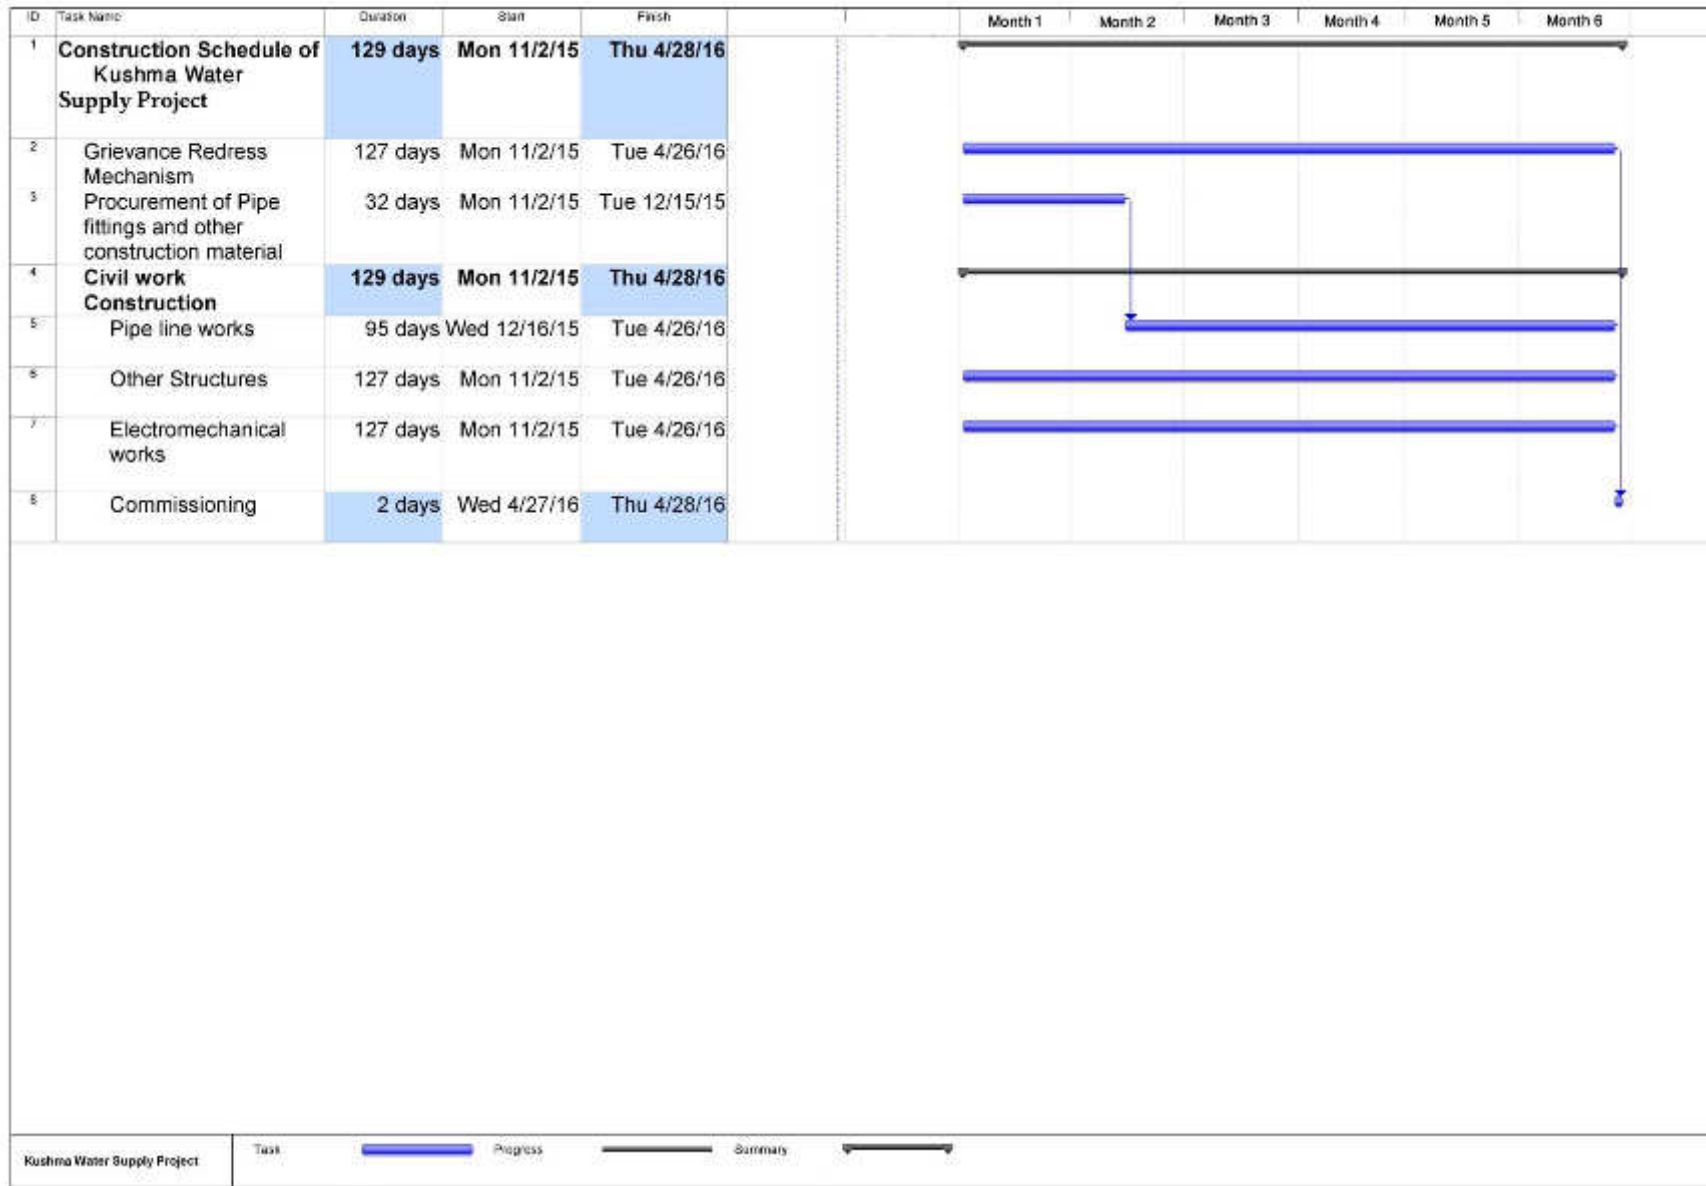 ID Task Name Duration Start Finish Month 1 Month 2 Month 3 Month 4 Month 5 Month 6
1 Construction Schedule of 129 days Mon 11/2/15 Thu 4/28/16
Kushma Water
Supply Project
2 Grievance Redress 127 days Mon 11/2/15 Tue 4/26/16
Mechanism
3 Procurement of Pipe 32 days Mon 11/2/15 Tue 12/15/15
fittings and other
construction material
4 Civil work 129 days Mon 11/2/15 Thu 4/28/16
Construction
5 Pipe line works 95 days Wed 12/16/15 Tue 4/26/16
6 Other Structures 127 days Mon 11/2/15 Tue 4/26/16
7 Electromechanical 127 days Mon 11/2/15 Tue 4/26/16
works
8 Commissioning 2 days Wed 4/27/16 Thu 4/28/16
Kushma Water Supply Project Task Progress Summary